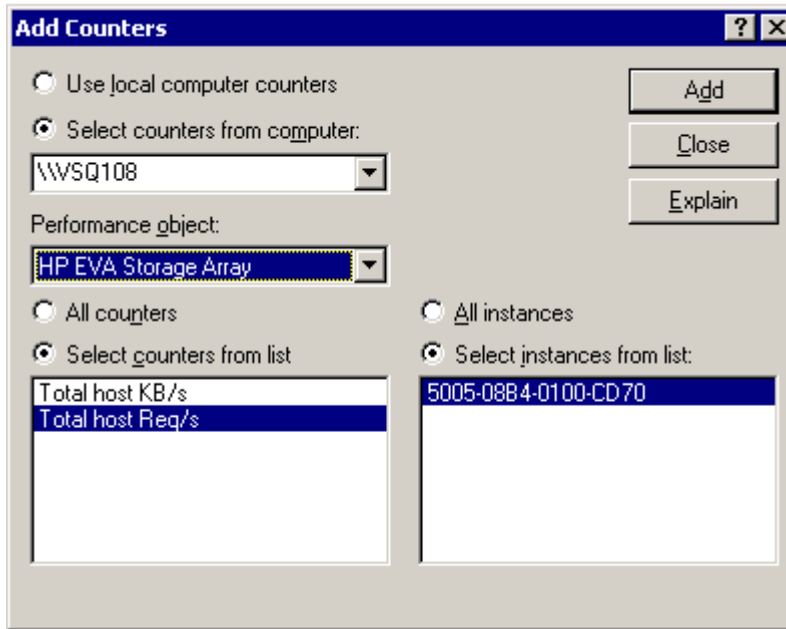 Add Counters
Use local computer counters
Select counters from computer:
\\VSQ108
Performance object:
HP EVA Storage Array
All counters
Select counters from list
Total host KB/s
Total host Req/s
All instances
Select instances from list:
5005-08B4-0100-CD70
Add
Close
Explain